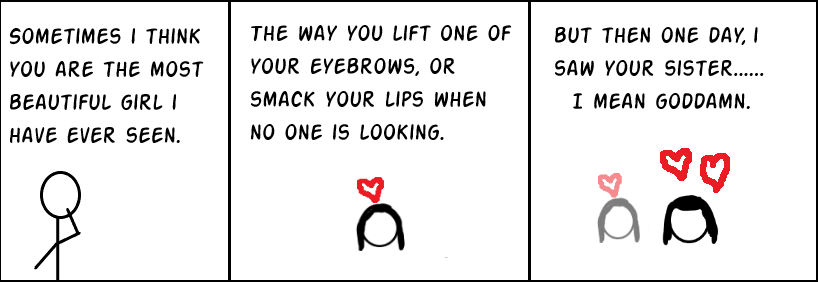 SOMETIMES I THINK
YOU ARE THE MOST
BEAUTIFUL GIRL I
HAVE EVER SEEN.
THE WAY YOU LIFT ONE OF
YOUR EYEBROWS, OR
SMACK YOUR LIPS WHEN
NO ONE IS LOOKING.
BUT THEN ONE DAY, I
SAW YOUR SISTER......
I MEAN GODDAMN.